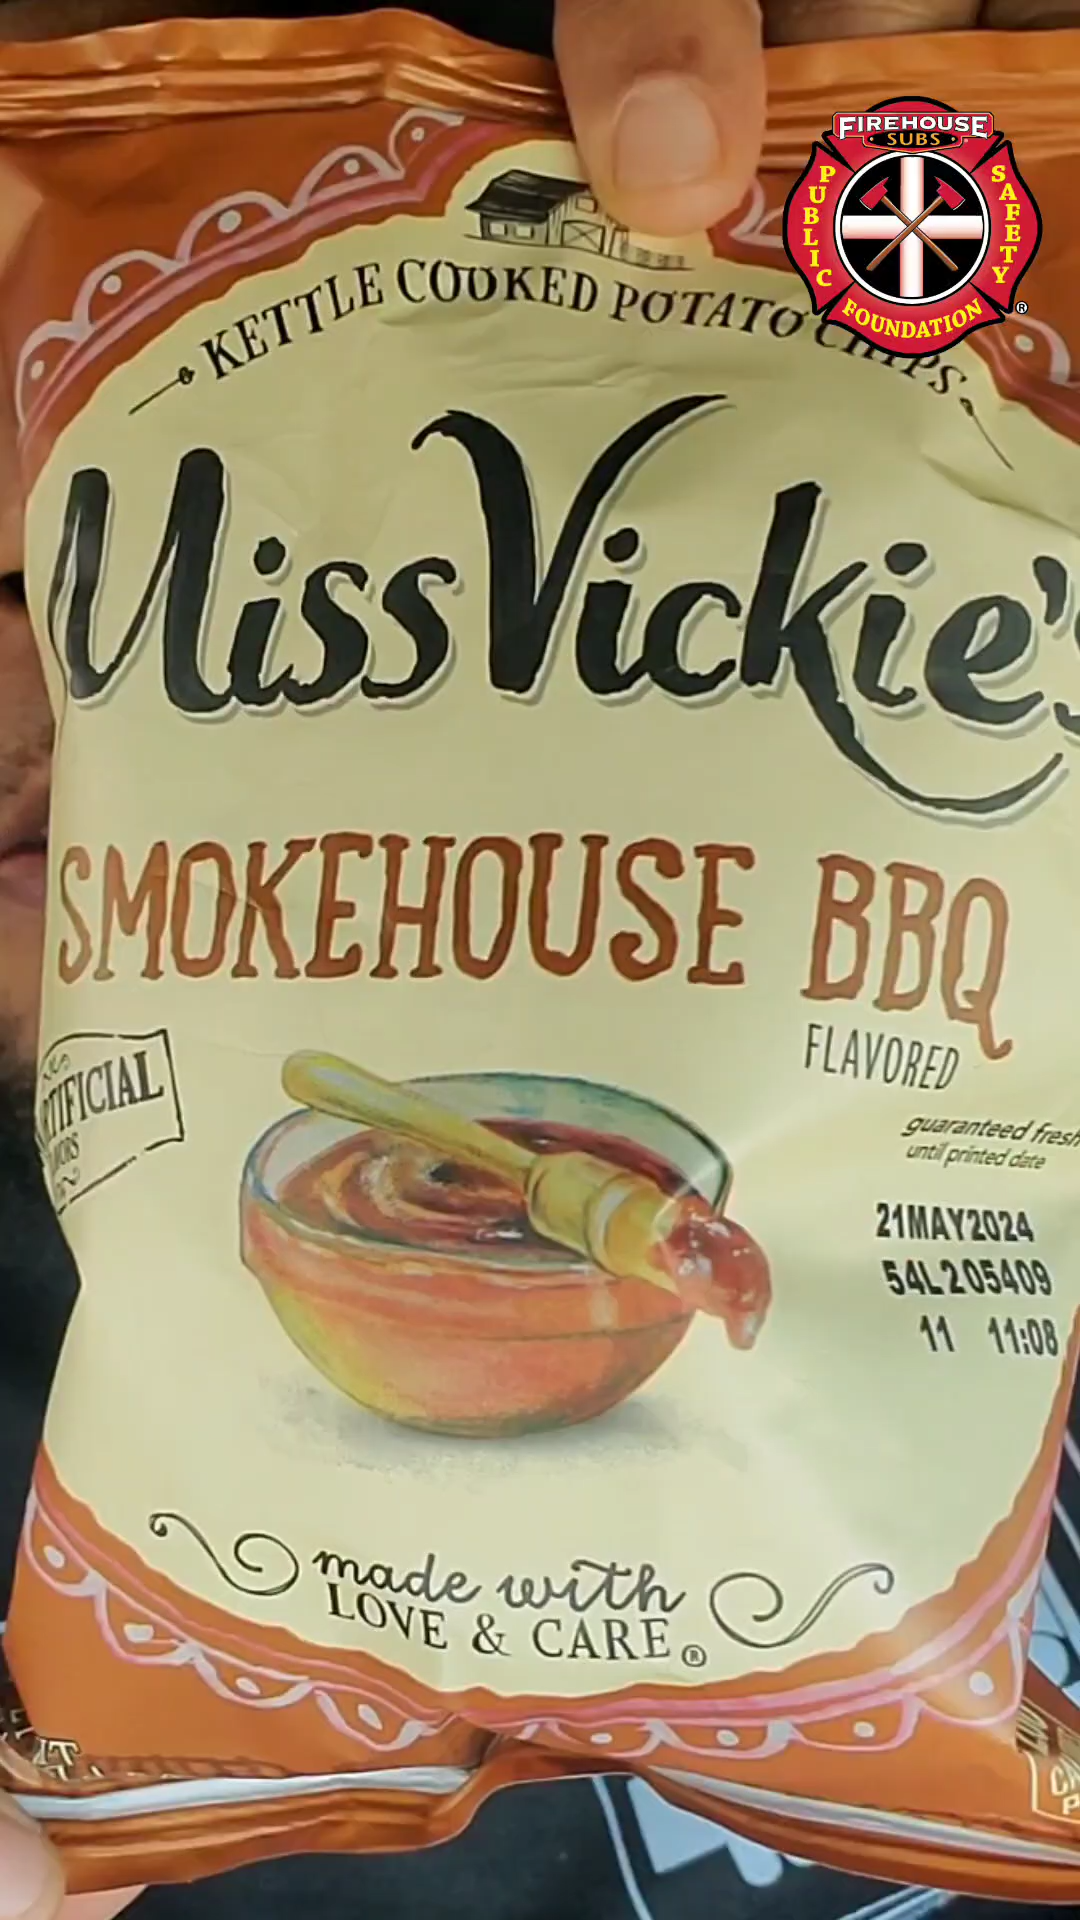 FIREHOUSE
SUBS
PUBLIC
SAFETY
FOUNDATION
®
KETTLE COOKED POTATO CHIPS
Miss Vickie's
SMOKEHOUSE BBQ
FLAVORED
guaranteed fresh
until printed date
21MAY2024
54L205409
11 11:08
made with
LOVE & CARE®